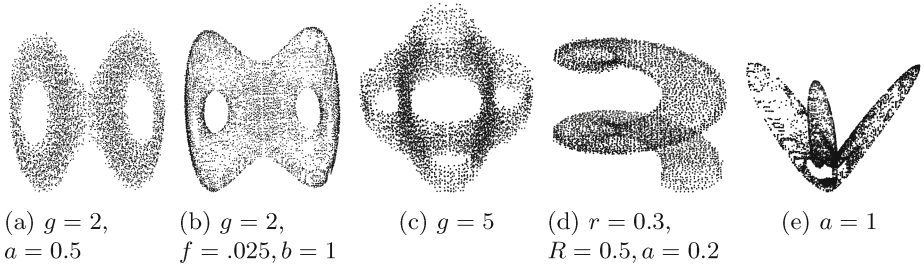 (a) g = 2,
a = 0.5
(b) g = 2,
f = .025, b = 1
(c) g = 5
(d) r = 0.3,
R = 0.5, a = 0.2
(e) a = 1